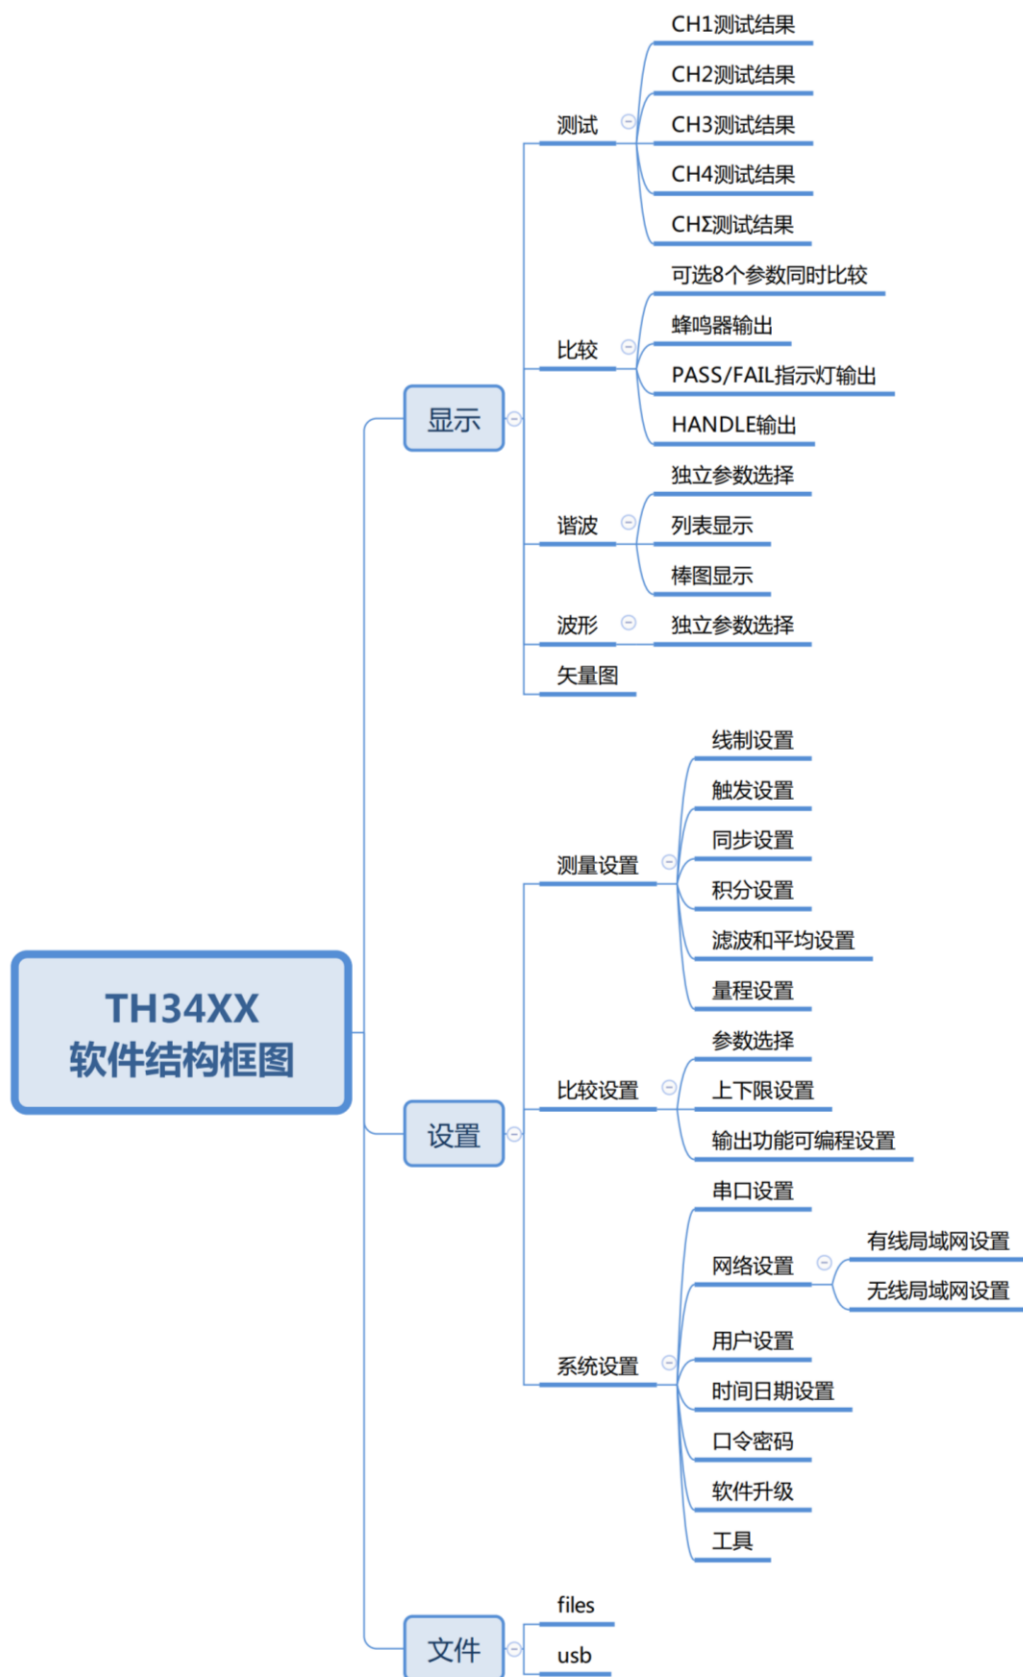 TH34XX
软件结构框图
显示
测试
CH1测试结果
CH2测试结果
CH3测试结果
CH4测试结果
CHΣ测试结果
比较
可选8个参数同时比较
蜂鸣器输出
PASS/FAIL指示灯输出
HANDLE输出
谐波
独立参数选择
列表显示
棒图显示
波形
独立参数选择
矢量图
设置
测量设置
线制设置
触发设置
同步设置
积分设置
滤波和平均设置
量程设置
比较设置
参数选择
上下限设置
输出功能可编程设置
系统设置
串口设置
网络设置
有线局域网设置
无线局域网设置
用户设置
时间日期设置
口令密码
软件升级
工具
文件
files
usb